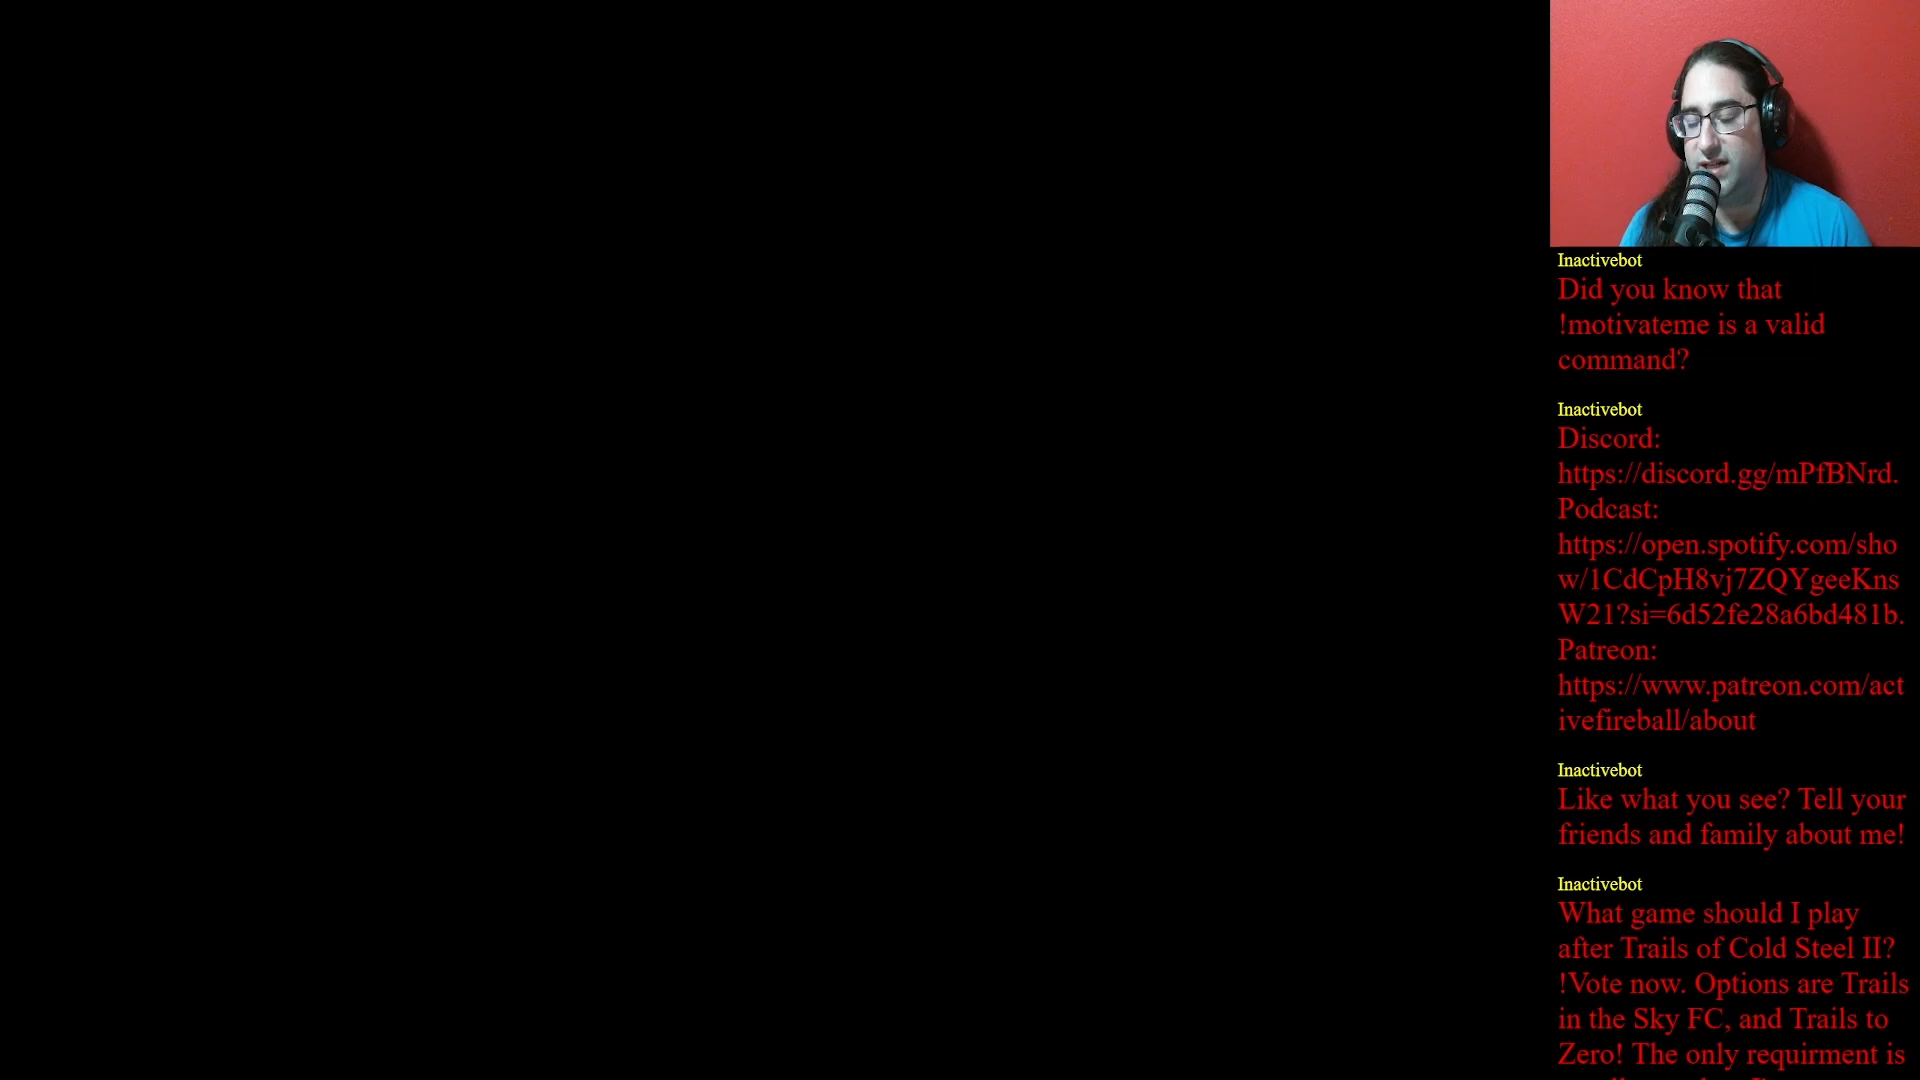 Inactivebot
Did you know that
!motivateme is a valid
command?
Inactivebot
Discord:
https://discord.gg/mPfBNrd.
Podcast:
https://open.spotify.com/sho
w/1CdCpH8vj7ZQYgeeKns
W21?si=6d52fe28a6bd481b.
Patreon:
https://www.patreon.com/act
ivefireball/about
Inactivebot
Like what you see? Tell your
friends and family about me!
Inactivebot
What game should I play
after Trails of Cold Steel II?
!Vote now. Options are Trails
in the Sky FC, and Trails to
Zero! The only requirment is